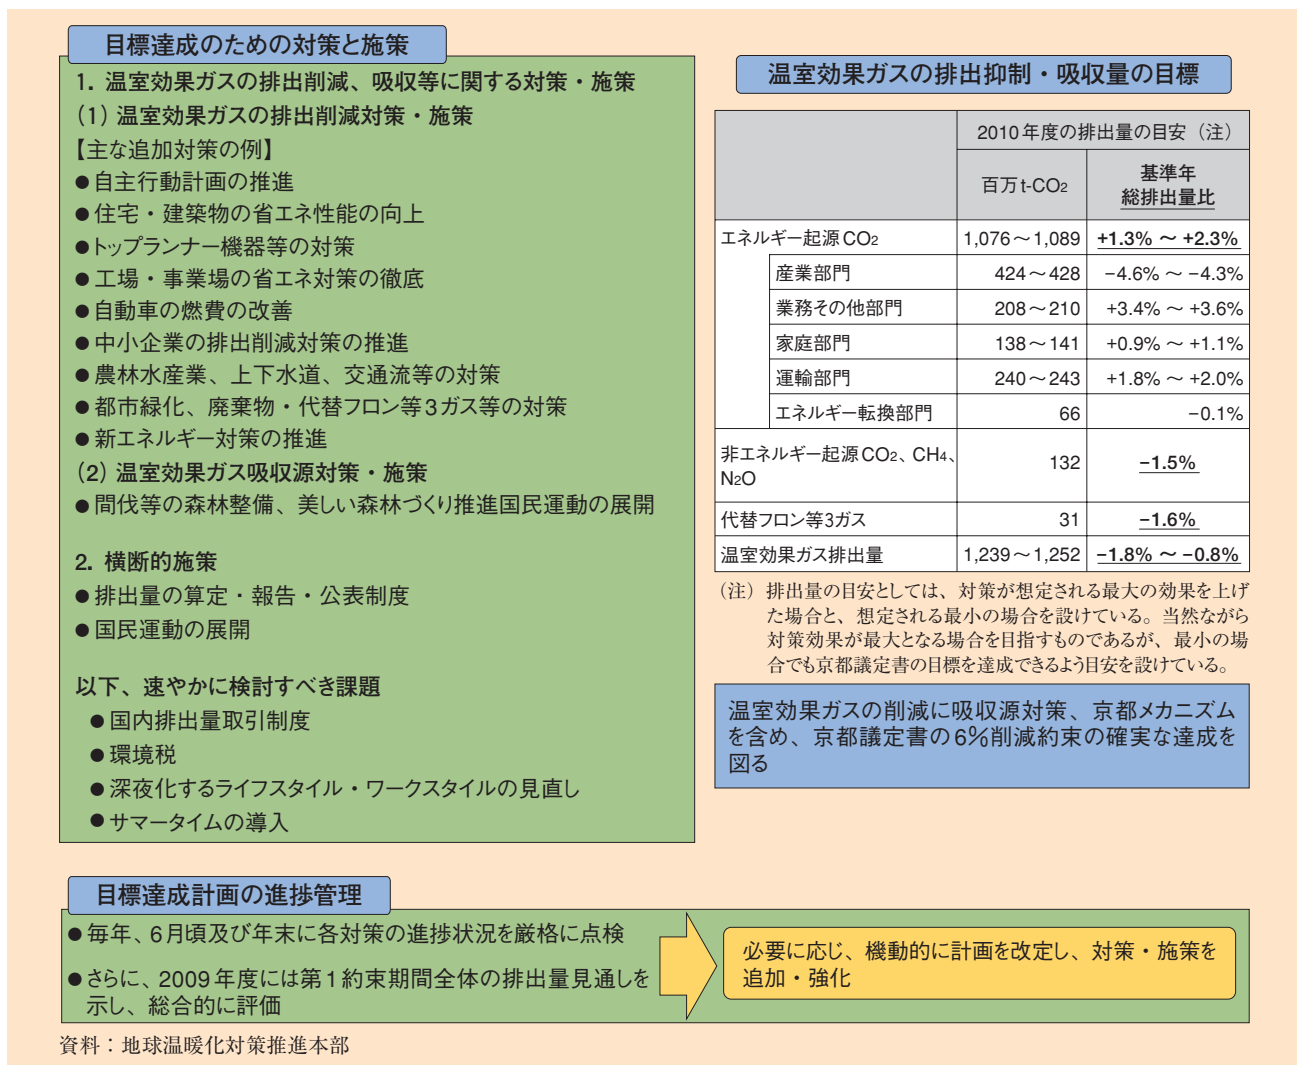 目標達成のための対策と施策
1. 温室効果ガスの排出削減、吸収等に関する対策・施策
(1) 温室効果ガスの排出削減対策・施策
【主な追加対策の例】
●自主行動計画の推進
●住宅・建築物の省エネ性能の向上
●トップランナー機器等の対策
●工場・事業場の省エネ対策の徹底
●自動車の燃費の改善
●中小企業の排出削減対策の推進
●農林水産業、上下水道、交通流等の対策
●都市緑化、廃棄物・代替フロン等3ガス等の対策
●新エネルギー対策の推進
(2) 温室効果ガス吸収源対策・施策
●間伐等の森林整備、美しい森林づくり推進国民運動の展開
2. 横断的施策
●排出量の算定・報告・公表制度
●国民運動の展開
以下、速やかに検討すべき課題
●国内排出量取引制度
●環境税
●深夜化するライフスタイル・ワークスタイルの見直し
●サマータイムの導入
温室効果ガスの排出抑制・吸収量の目標
2010年度の排出量の目安（注）
百万t-CO2
基準年
総排出量比
エネルギー起源CO2 1,076～1,089 +1.3% ～ +2.3%
産業部門 424～428 −4.6% ～ −4.3%
業務その他部門 208～210 +3.4% ～ +3.6%
家庭部門 138～141 +0.9% ～ +1.1%
運輸部門 240～243 +1.8% ～ +2.0%
エネルギー転換部門 66 −0.1%
非エネルギー起源CO2、CH4、
N2O 132 −1.5%
代替フロン等3ガス 31 −1.6%
温室効果ガス排出量 1,239～1,252 −1.8% ～ −0.8%
（注）排出量の目安としては、対策が想定される最大の効果を上げ
た場合と、想定される最小の場合を設けている。当然ながら
対策効果が最大となる場合を目指すものであるが、最小の場
合でも京都議定書の目標を達成できるよう目安を設けている。
温室効果ガスの削減に吸収源対策、京都メカニズム
を含め、京都議定書の6％削減約束の確実な達成を
図る
目標達成計画の進捗管理
●毎年、6月頃及び年末に各対策の進捗状況を厳格に点検
●さらに、2009年度には第1約束期間全体の排出量見通しを
示し、総合的に評価
必要に応じ、機動的に計画を改定し、対策・施策を
追加・強化
資料：地球温暖化対策推進本部